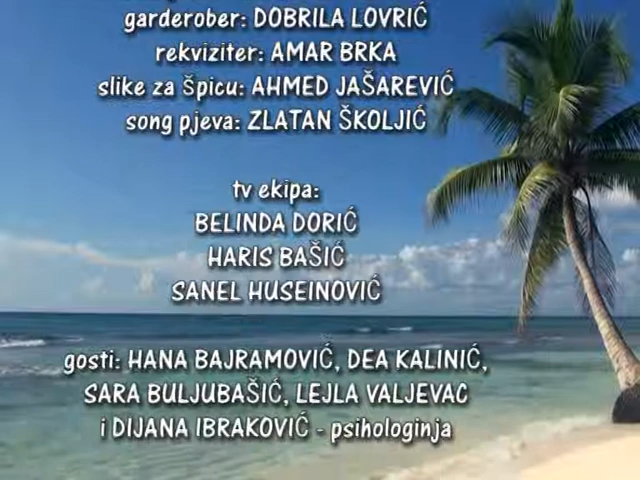 garderober: DOBRILA LOVRIĆ
rekviziter: AMAR BRKA
slike za špicu: AHMED JAŠAREVIĆ
song pjeva: ZLATAN ŠKOLJIĆ
tv ekipa:
BELINDA DORIĆ
HARIS BAŠIĆ
SANEL HUSEINOVIĆ
gosti: HANA BAJRAMOVIĆ, DEA KALINIĆ,
SARA BULJUBAŠIĆ, LEJLA VALJEVAC
i DIJANA IBRAKOVIĆ - psihologinja